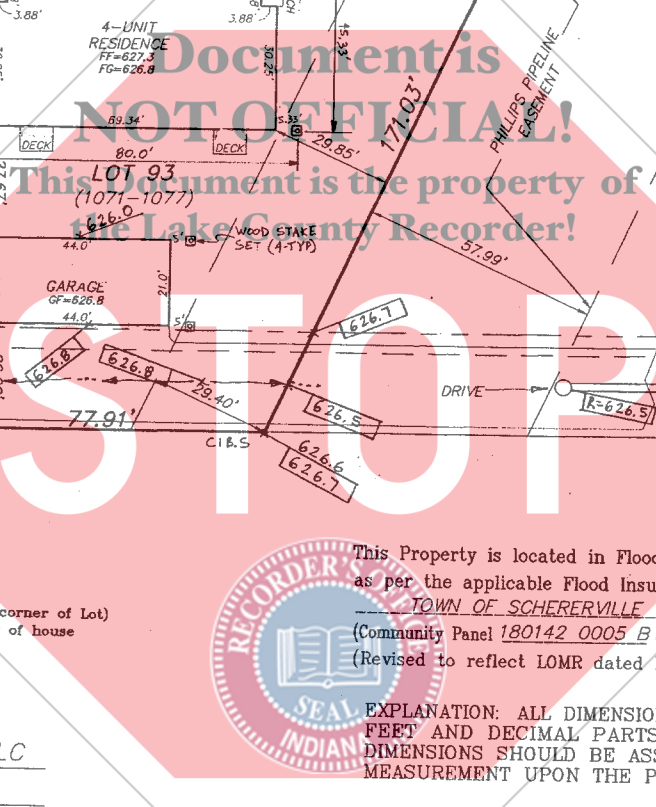 3.88'
4-UNIT
RESIDENCE
FF=627.3
FG=626.8
3.88'
30.25'
45.33'
PHILLIPS PIPELINE
EASEMENT
Document is
NOT OFFICIAL!
This Document is the property of
the Lake County Recorder!
STOP
171.03'
89.34'
5.33'
DECK
DECK
80.0'
29.85'
LOT 93
(1071-1077)
626.0
44.0'
5'
WOOD STAKE
SET (4-TYP)
57.99'
GARAGE
GF=626.8
21.0'
44.0'
5'
626.7
626.8
626.8
29.40'
DRIVE
R=626.5
626.5
77.91'
C.I.B.S
626.6
626.7
This Property is located in Flood
as per the applicable Flood Insu
TOWN OF SCHERERVILLE
(Community Panel 180142 0005 B
(Revised to reflect LOMR dated
corner of Lot)
of house
RECORDER'S OFFICE
SEAL
INDIANA
EXPLANATION: ALL DIMENSIO
FEET AND DECIMAL PARTS
DIMENSIONS SHOULD BE ASS
MEASUREMENT UPON THE P
LC